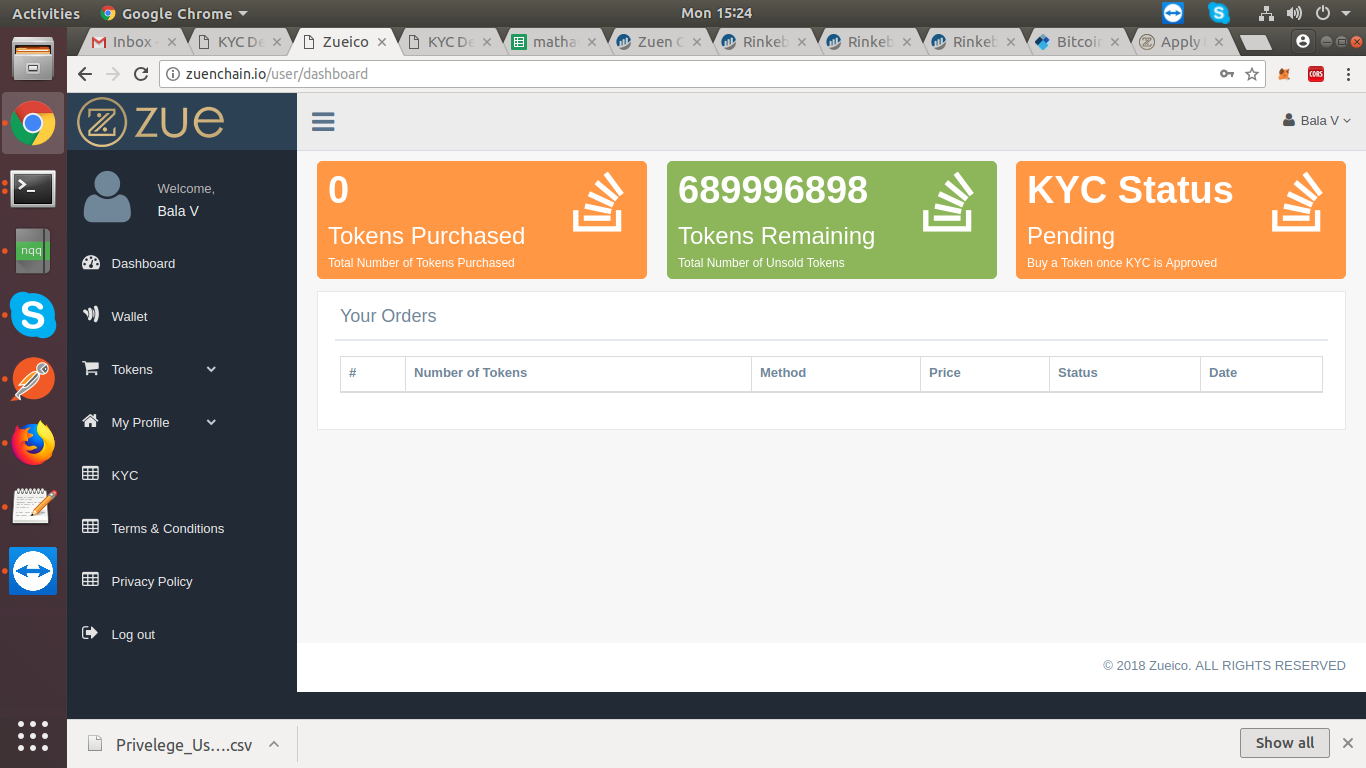 Activities Google Chrome Mon 15:24
Inbox - KYC De Zueico KYC De mathav Zuen C Rinkeb Rinkeb Rinkeb Bitcoin Apply
zuenchain.io/user/dashboard
CORS
ZUE
Bala V
Welcome,
Bala V
Dashboard
Wallet
Tokens
My Profile
KYC
Terms & Conditions
Privacy Policy
Log out
0
Tokens Purchased
Total Number of Tokens Purchased
689996898
Tokens Remaining
Total Number of Unsold Tokens
KYC Status
Pending
Buy a Token once KYC is Approved
Your Orders
# Number of Tokens Method Price Status Date
© 2018 Zueico. ALL RIGHTS RESERVED
nqq
Privelege_Us....csv
Show all